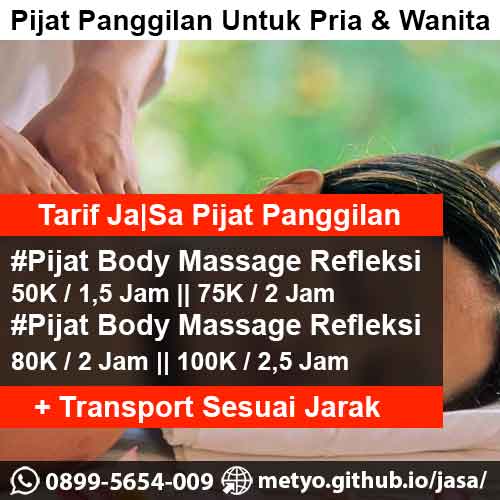 Pijat Panggilan Untuk Pria & Wanita
Tarif Ja|Sa Pijat Panggilan
#Pijat Body Massage Refleksi
50K / 1,5 Jam || 75K / 2 Jam
#Pijat Body Massage Refleksi
80K / 2 Jam || 100K / 2,5 Jam
+ Transport Sesuai Jarak
0899-5654-009 metyo.github.io/jasa/